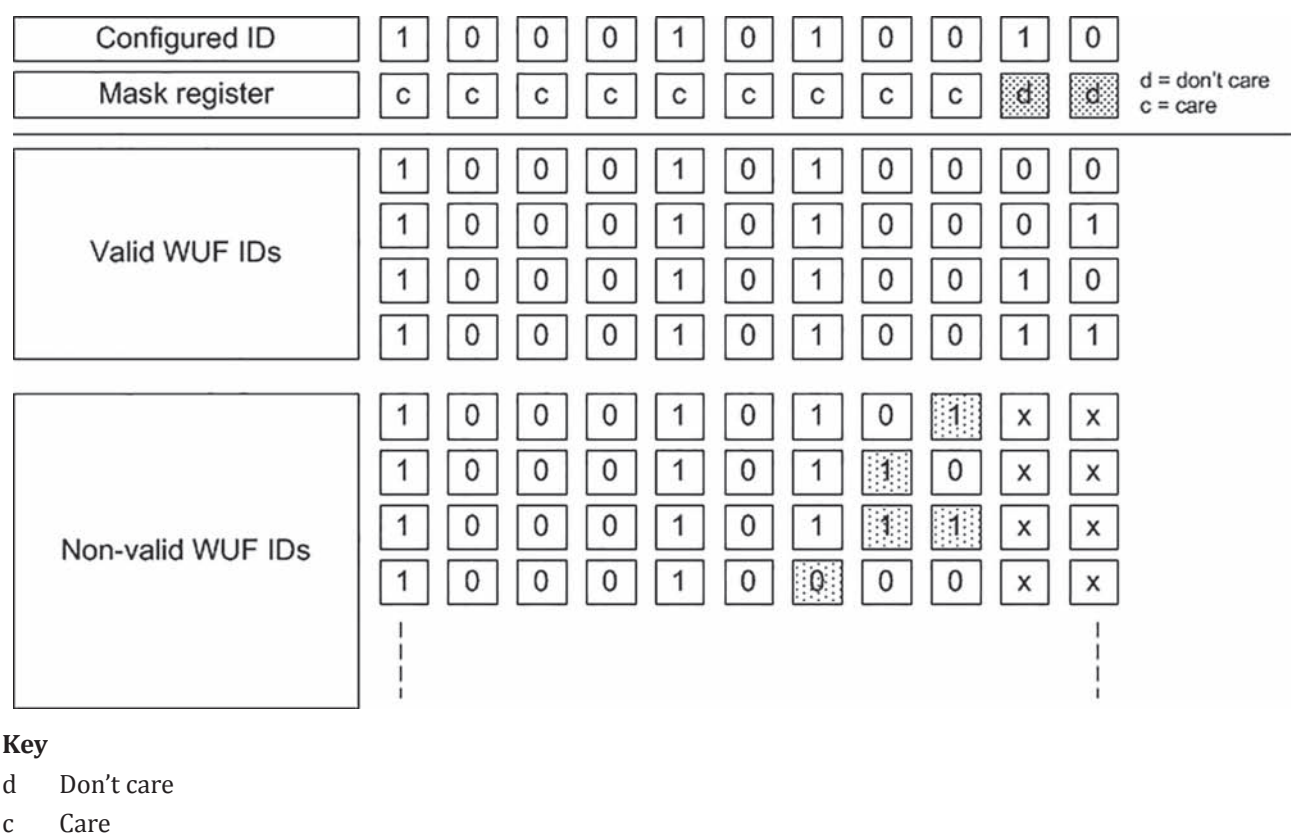 Configured ID 1 0 0 0 1 0 1 0 0 1 0
Mask register c c c c c c c c c d d
d = don't care
c = care
1 0 0 0 1 0 1 0 0 0 0
1 0 0 0 1 0 1 0 0 0 1
Valid WUF IDs
1 0 0 0 1 0 1 0 0 1 0
1 0 0 0 1 0 1 0 0 1 1
1 0 0 0 1 0 1 0 1 x x
1 0 0 0 1 0 1 1 0 x x
1 0 0 0 1 0 1 1 1 x x
Non-valid WUF IDs
1 0 0 0 1 0 0 0 0 x x
Key
d Don’t care
c Care